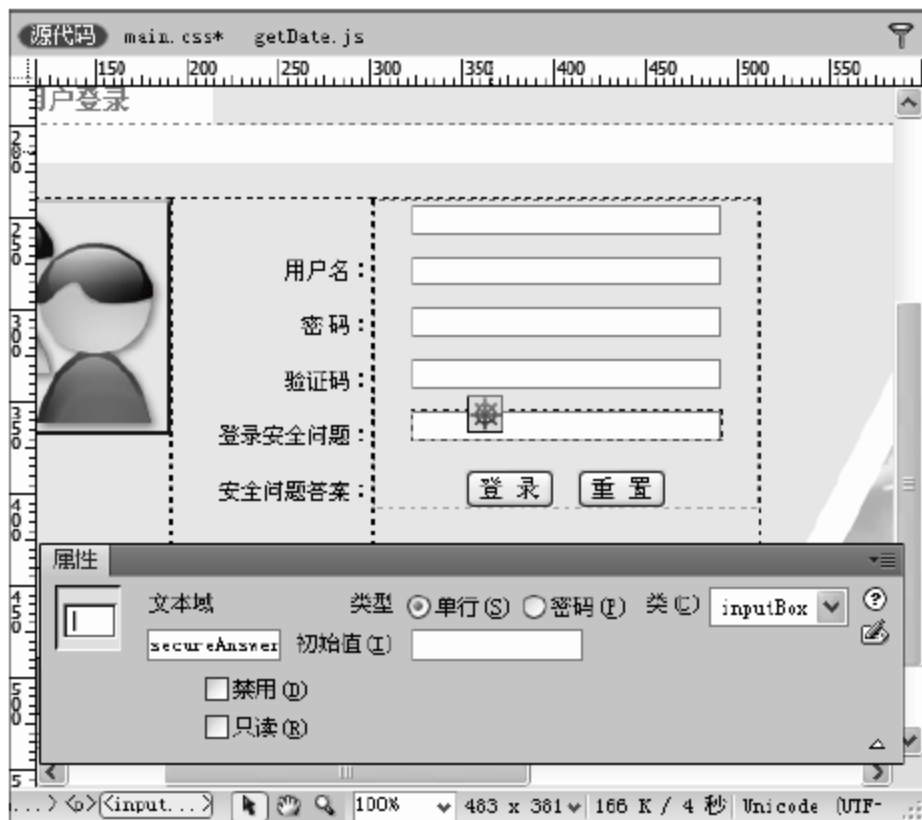 源代码 main.css* getDate.js
150 200 250 300 350 400 450 500 550
用户登录
用户名：
密码：
验证码：
登录安全问题：
安全问题答案：
登 录 重 置
属性
文本域 类型 单行(S) 密码(P) 类(C) inputBox
secureAnswer 初始值(I)
禁用(D)
只读(R)
...> <p> <input...> 100% 483 x 381 166 K / 4 秒 Unicode (UTF-